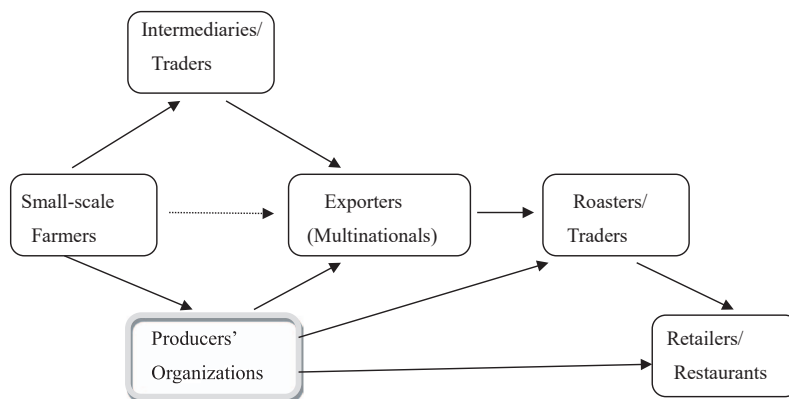 Intermediaries/
Traders
Small-scale
Farmers
Exporters
(Multinationals)
Roasters/
Traders
Producers’
Organizations
Retailers/
Restaurants